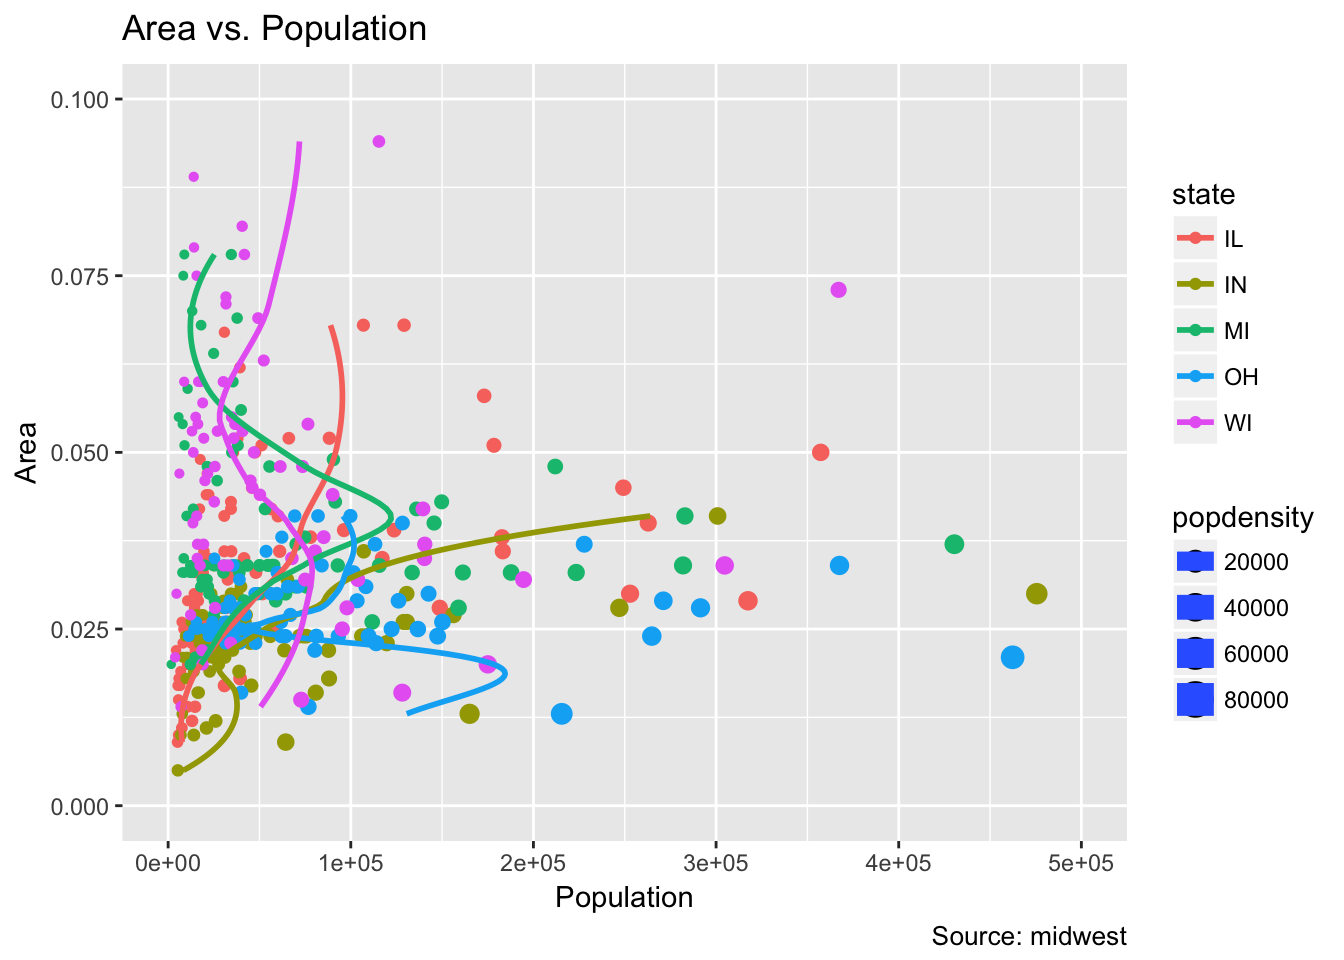 Area vs. Population
0.100
0.075
0.050
0.025
0.000
Area
0e+00 1e+05 2e+05 3e+05 4e+05 5e+05
Population
Source: midwest
state
IL
IN
MI
OH
WI
popdensity
20000
40000
60000
80000